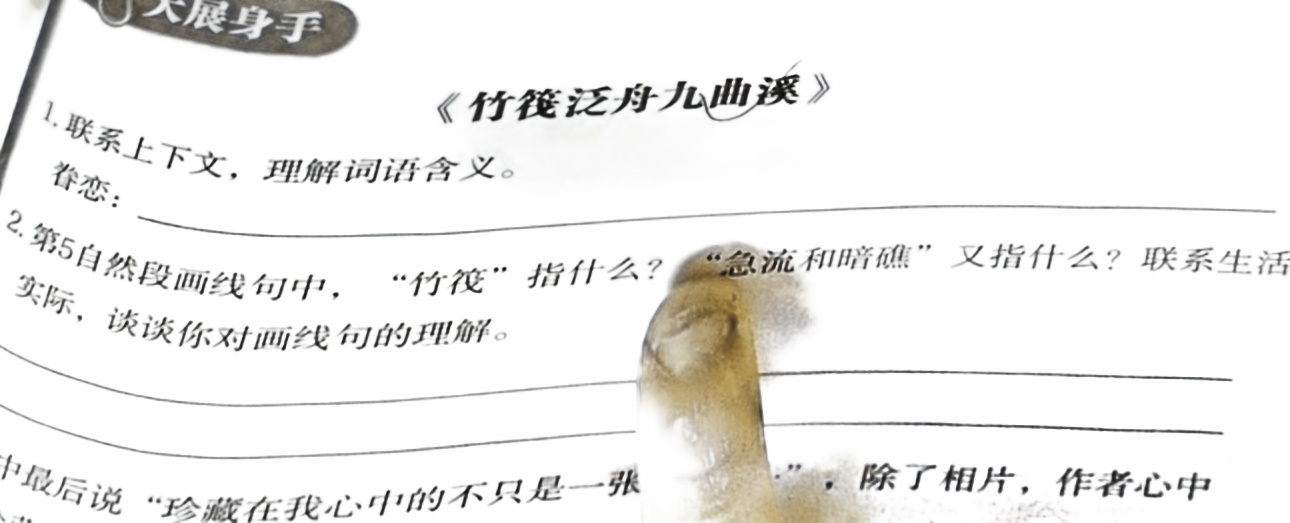 大展身手
《竹筏泛舟九曲溪》
1.联系上下文，理解词语含义。
眷恋：
2.第5自然段画线句中，“竹筏”指什么？“急流和暗礁”又指什么？联系生活
实际，谈谈你对画线句的理解。
中最后说“珍藏在我心中的不只是一张”，除了相片，作者心中